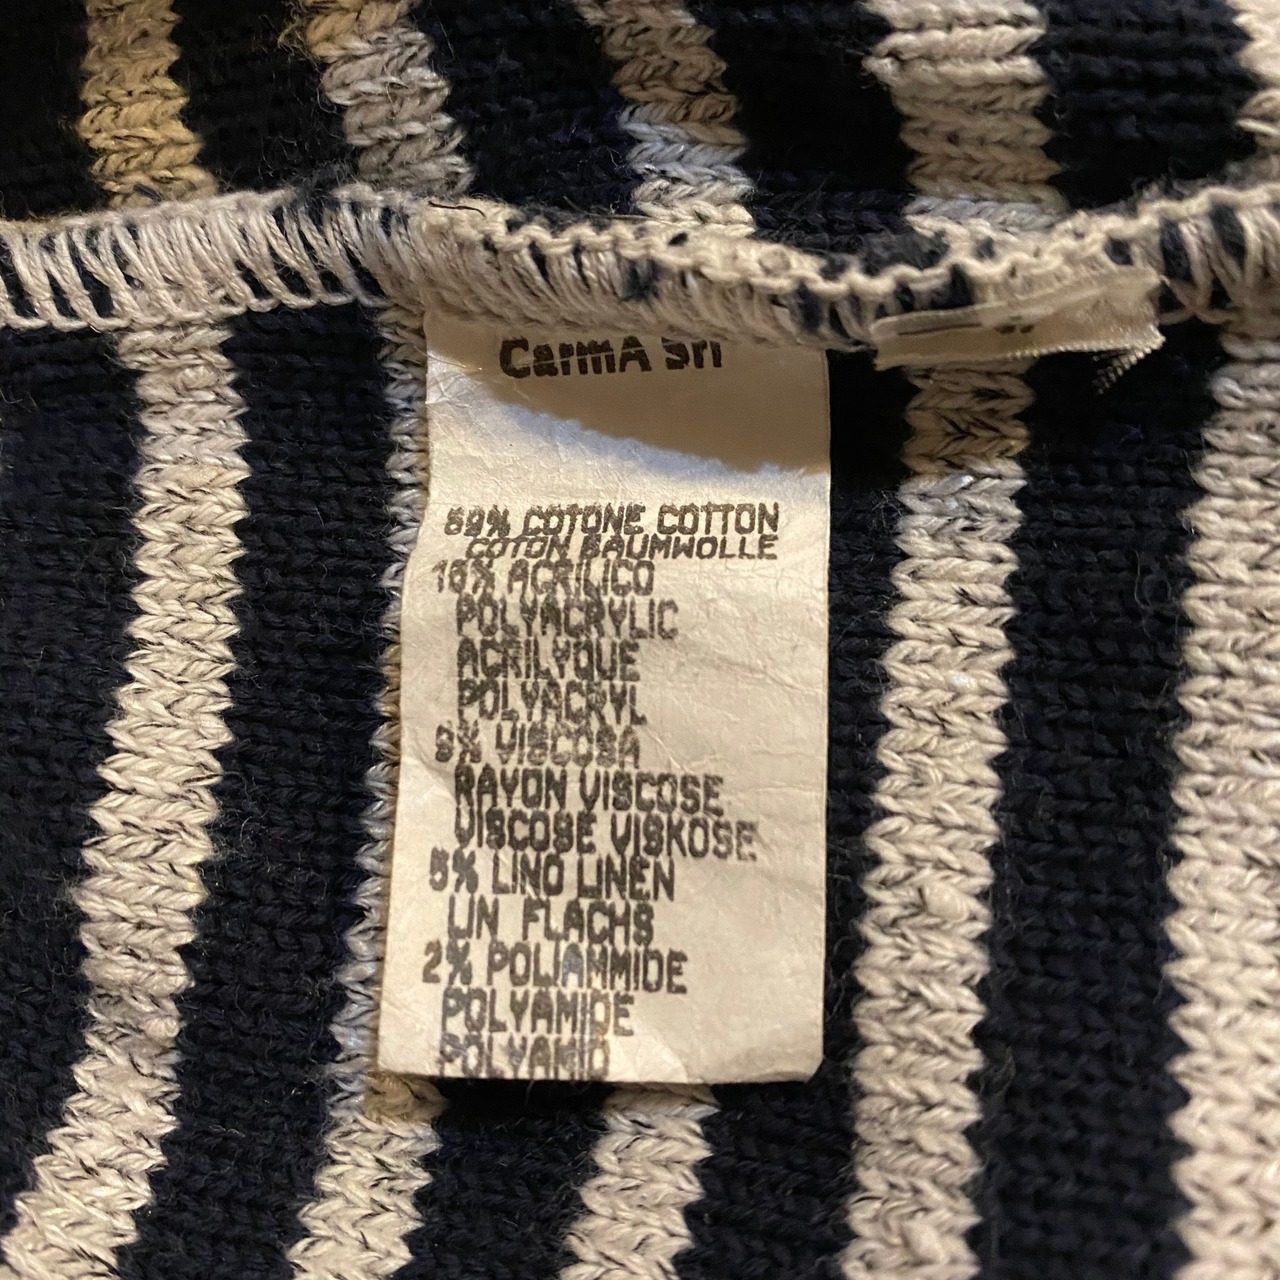 CarmA Srl
69% COTONE COTTON
COTON BAUMWOLLE
16% ACRILICO
POLYACRYLIC
ACRILYQUE
POLYACRYL
8% VISCOSA
RAYON VISCOSE
VISCOSE VISKOSE
5% LINO LINEN
LIN FLACHS
2% POLIAMMIDE
POLYAMIDE
POLYAMID